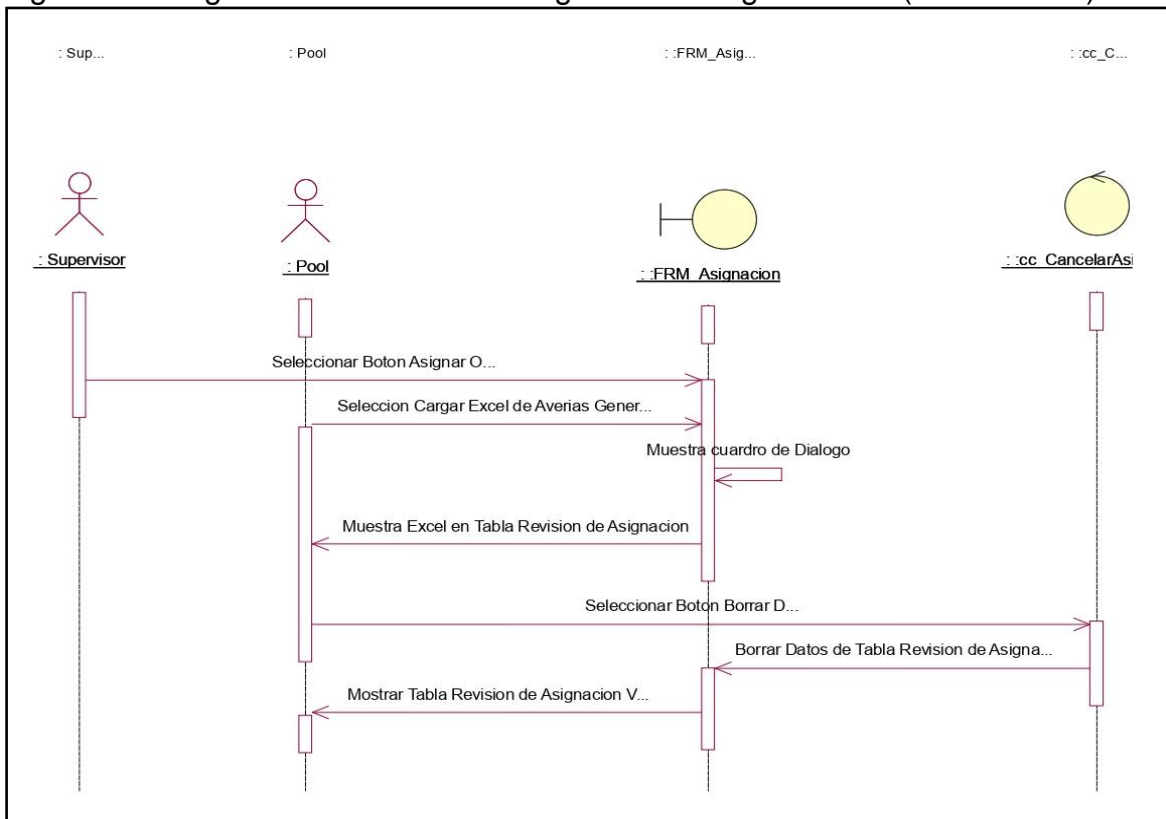 : Sup...
: Pool
: :FRM_Asig...
: :cc_C...
: Supervisor
: Pool
: :FRM_Asignacion
: :cc_CancelarAsi
Seleccionar Boton Asignar O...
Seleccion Cargar Excel de Averias Gener...
Muestra cuardro de Dialogo
Muestra Excel en Tabla Revision de Asignacion
Seleccionar Boton Borrar D...
Borrar Datos de Tabla Revision de Asigna...
Mostrar Tabla Revision de Asignacion V...